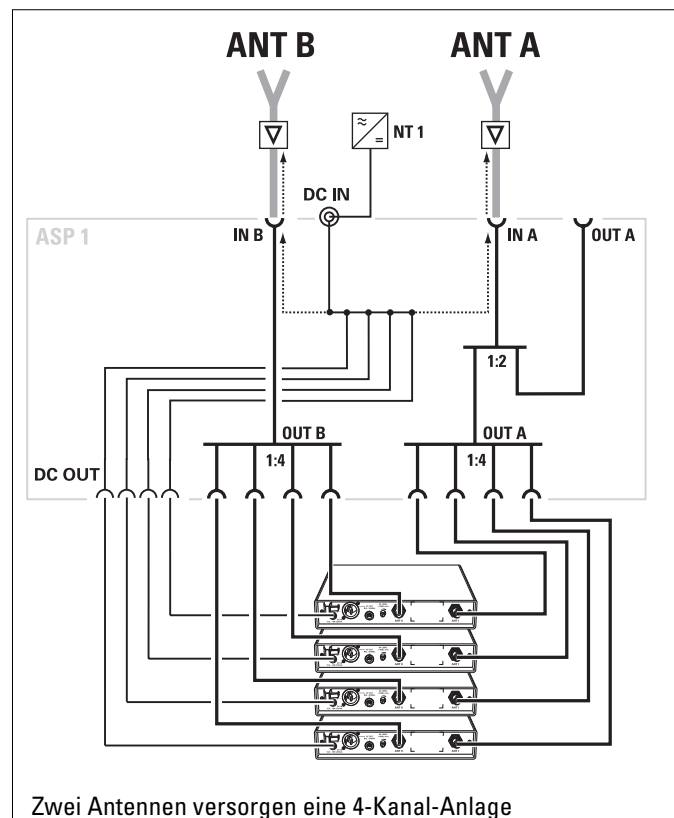 ANT B
ANT A
NT 1
DC IN
ASP 1
IN B
IN A
OUT A
1:2
OUT B
OUT A
1:4
1:4
DC OUT
Zwei Antennen versorgen eine 4-Kanal-Anlage